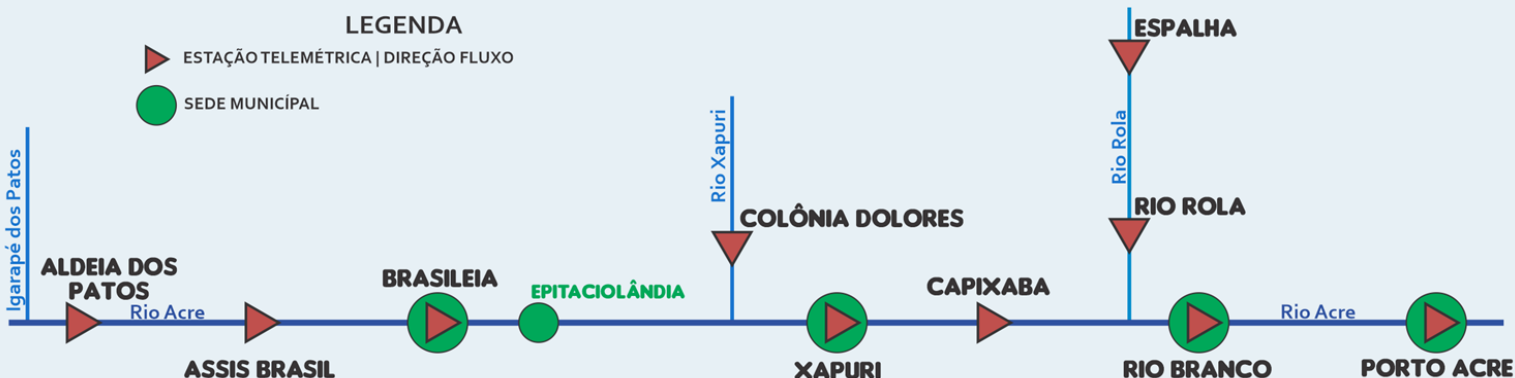 LEGENDA
ESTAÇÃO TELEMÉTRICA | DIREÇÃO FLUXO
SEDE MUNICÍPAL
Igarapé dos Patos
ALDEIA DOS
PATOS
Rio Acre
ASSIS BRASIL
BRASILEIA
EPITACIOLÂNDIA
Rio Xapuri
COLÔNIA DOLORES
XAPURI
CAPIXABA
ESPALHA
Rio Rola
RIO ROLA
RIO BRANCO
Rio Acre
PORTO ACRE